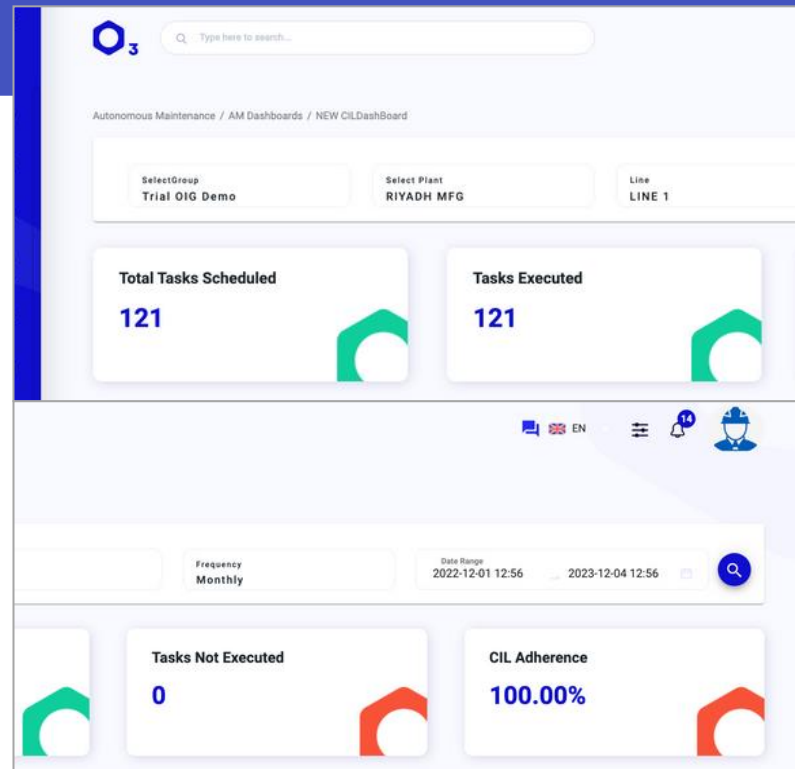 3
Type here to search...
Autonomous Maintenance / AM Dashboards / NEW CILDashBoard
SelectGroup
Trial OIG Demo
Select Plant
RIYADH MFG
Line
LINE 1
Total Tasks Scheduled
121
Tasks Executed
121
EN
14
Frequency
Monthly
Date Range
2022-12-01 12:56
2023-12-04 12:56
Tasks Not Executed
0
CIL Adherence
100.00%